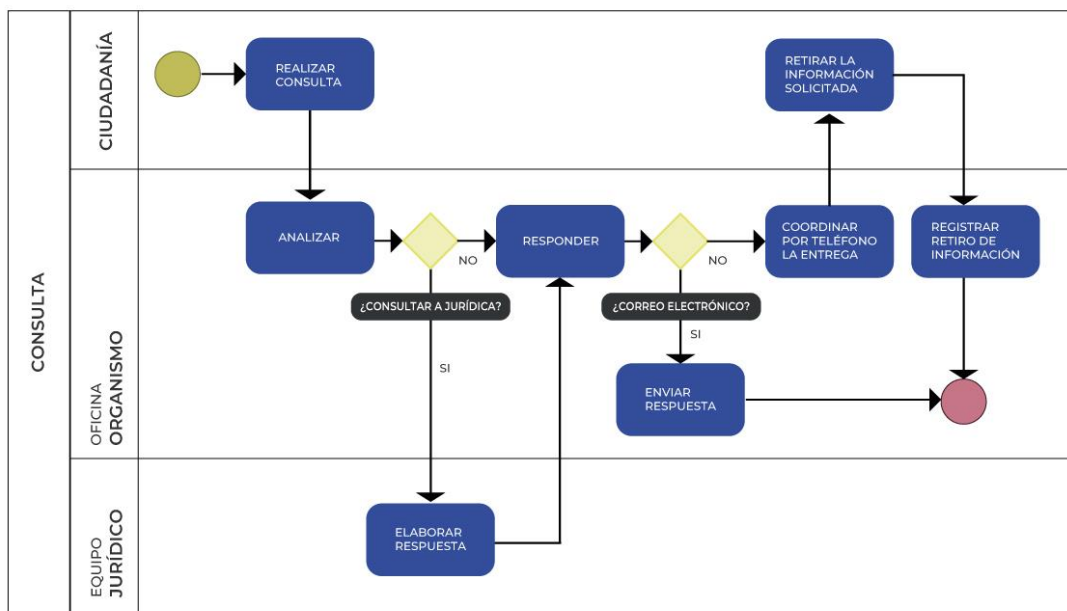 CONSULTA
CIUDADANÍA
REALIZAR
CONSULTA
RETIRAR LA
INFORMACIÓN
SOLICITADA
OFICINA
ORGANISMO
ANALIZAR
NO
¿CONSULTAR A JURÍDICA?
SI
RESPONDER
NO
¿CORREO ELECTRÓNICO?
SI
COORDINAR
POR TELÉFONO
LA ENTREGA
REGISTRAR
RETIRO DE
INFORMACIÓN
ENVIAR
RESPUESTA
EQUIPO
JURÍDICO
ELABORAR
RESPUESTA